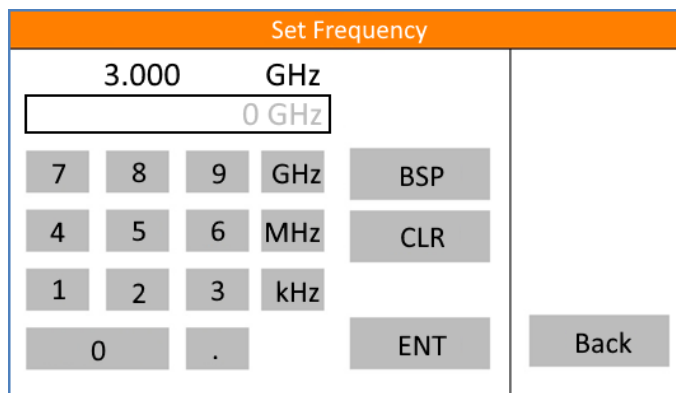 Set Frequency
3.000 GHz
0 GHz
7 8 9 GHz BSP
4 5 6 MHz CLR
1 2 3 kHz
0 . ENT Back